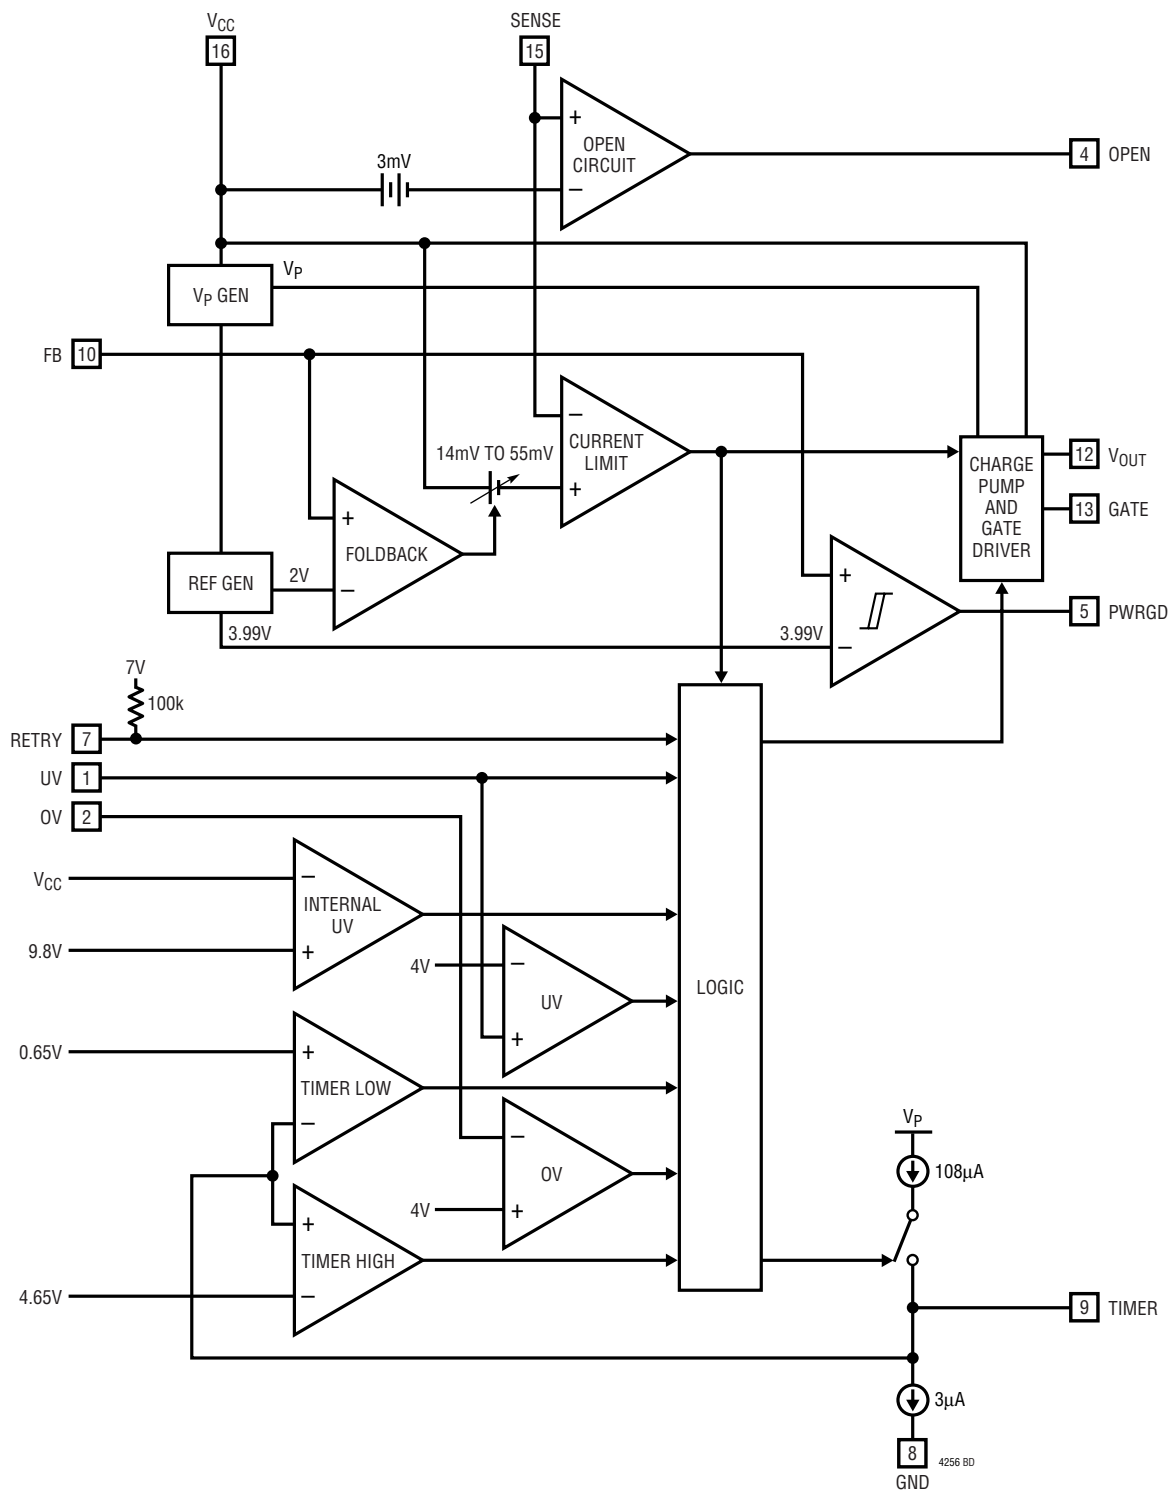 VCC
SENSE
16
15
+
OPEN
CIRCUIT
−
3mV
4
OPEN
VP
VP GEN
FB
10
−
CURRENT
LIMIT
+
14mV TO 55mV
CHARGE
PUMP
AND
GATE
DRIVER
12
VOUT
13
GATE
+
FOLDBACK
−
REF GEN
2V
3.99V
3.99V
+
−
5
PWRGD
7V
100k
RETRY
7
UV
1
OV
2
VCC
−
INTERNAL
UV
9.8V
+
4V
−
UV
+
LOGIC
0.65V
+
TIMER LOW
−
−
OV
4V
+
+
TIMER HIGH
4.65V
−
VP
108μA
9
TIMER
3μA
8
4256 BD
GND